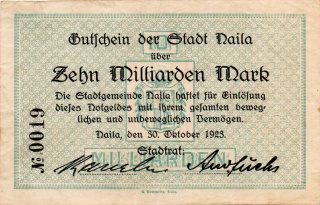 Gutschein der Stadt Naila
über
Zehn Milliarden Mark
Die Stadtgemeinde Naila haftet für Einlösung
dieses Notgeldes mit ihrem gesamten beweg-
lichen und unbeweglichen Vermögen.
Naila, den 30. Oktober 1923.
Stadtrat:
№ 0019
MILLIARDEN